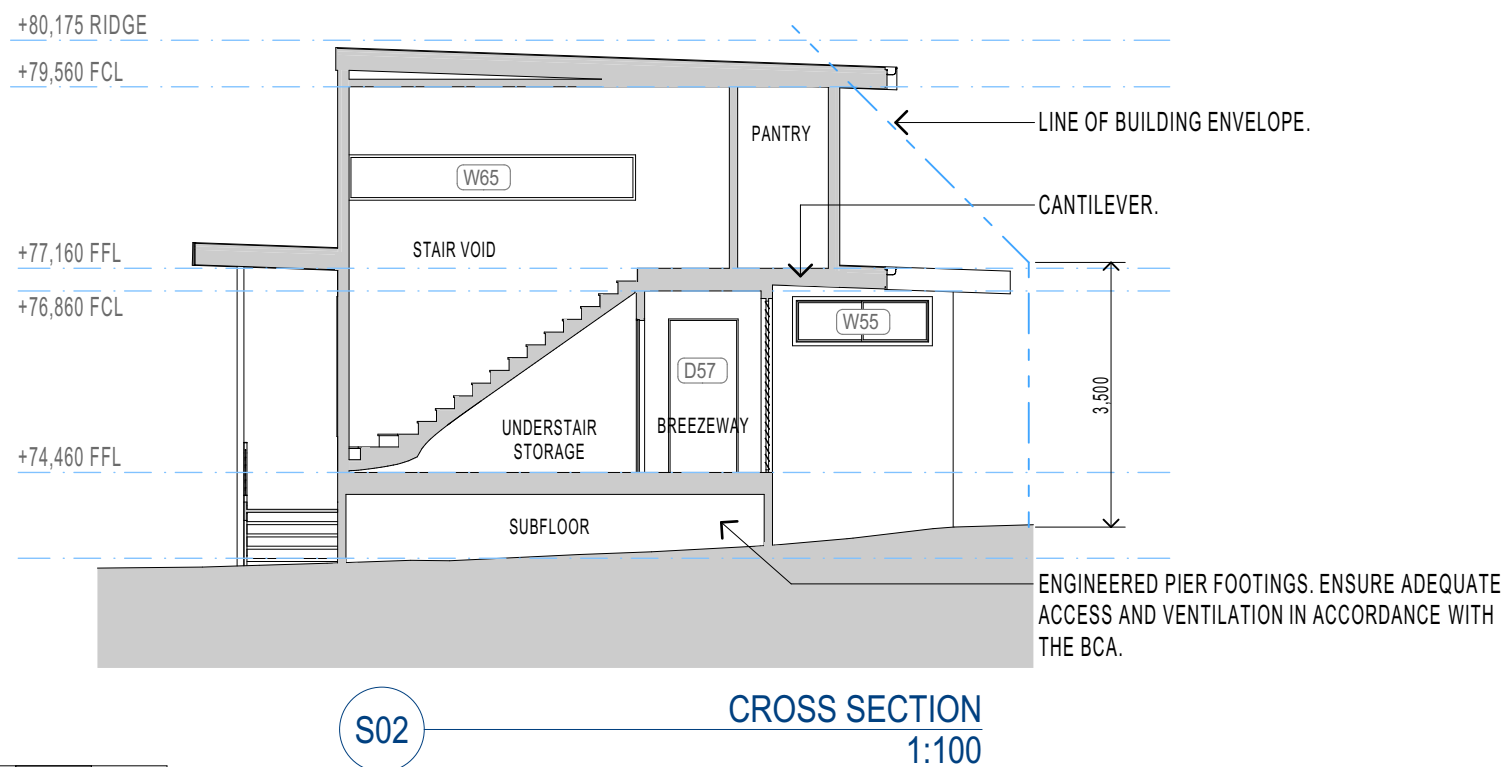 +80,175 RIDGE
+79,560 FCL
PANTRY
LINE OF BUILDING ENVELOPE.
W65
CANTILEVER.
+77,160 FFL
STAIR VOID
+76,860 FCL
W55
D57
3,500
UNDERSTAIR
STORAGE
BREEZEWAY
+74,460 FFL
SUBFLOOR
ENGINEERED PIER FOOTINGS. ENSURE ADEQUATE
ACCESS AND VENTILATION IN ACCORDANCE WITH
THE BCA.
S02
CROSS SECTION
1:100